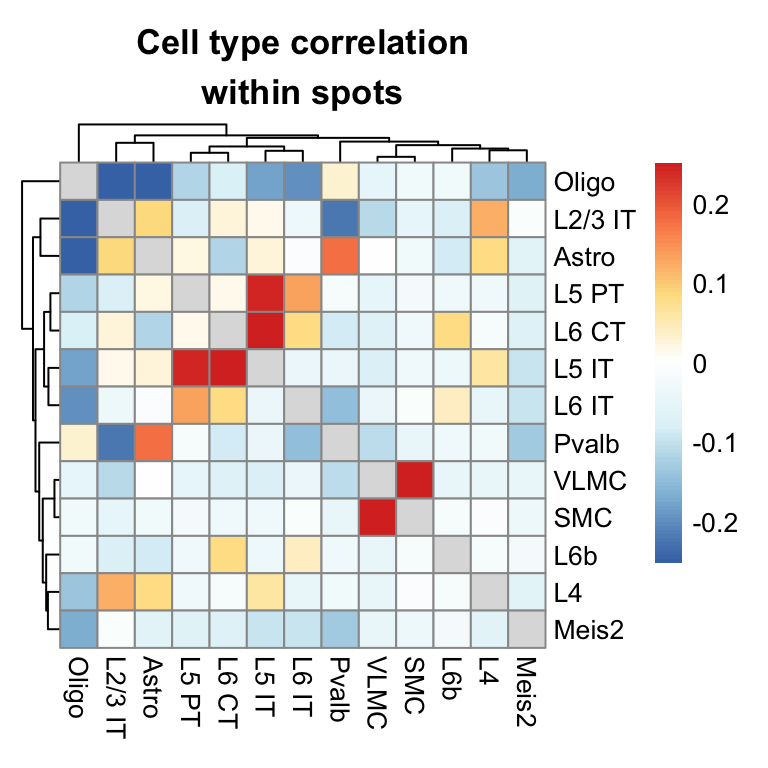 Cell type correlation
within spots
Oligo
L2/3 IT
Astro
L5 PT
L6 CT
L5 IT
L6 IT
Pvalb
VLMC
SMC
L6b
L4
Meis2
0.2
0.1
0
-0.1
-0.2
Oligo
L2/3 IT
Astro
L5 PT
L6 CT
L5 IT
L6 IT
Pvalb
VLMC
SMC
L6b
L4
Meis2